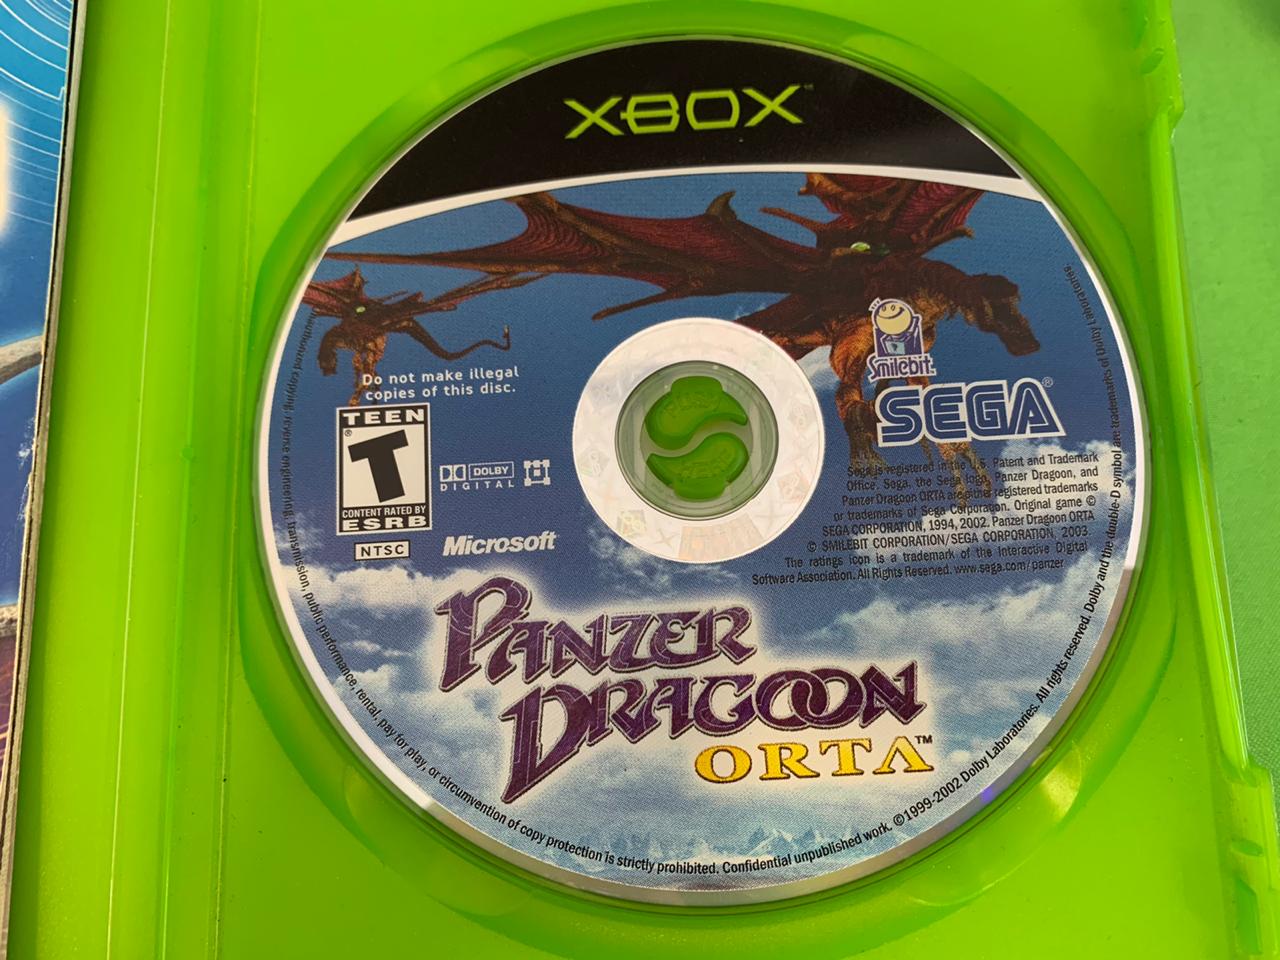 XBOX™
Do not make illegal
copies of this disc.
TEEN
®
T
CONTENT RATED BY
ESRB
NTSC
DOLBY
DIGITAL
Microsoft
Smilebit.
SEGA®
Sega is registered in the U.S. Patent and Trademark
Office. Sega, the Sega logo, Panzer Dragoon, and
Panzer Dragoon ORTA are either registered trademarks
or trademarks of Sega Corporation. Original game ©
SEGA CORPORATION, 1994, 2002. Panzer Dragoon ORTA
© SMILEBIT CORPORATION/SEGA CORPORATION, 2003.
The ratings icon is a trademark of the Interactive Digital
Software Association. All Rights Reserved. www.sega.com/panzer
PANZER
DRAGOON
ORTA™
copying, reverse engineering, transmission, public performance, rental, pay for play, or circumvention of copy protection is strictly prohibited. Confidential unpublished work. ©1999-2002 Dolby Laboratories. All rights reserved. Dolby and the double-D symbol are trademarks of Dolby Laboratories.